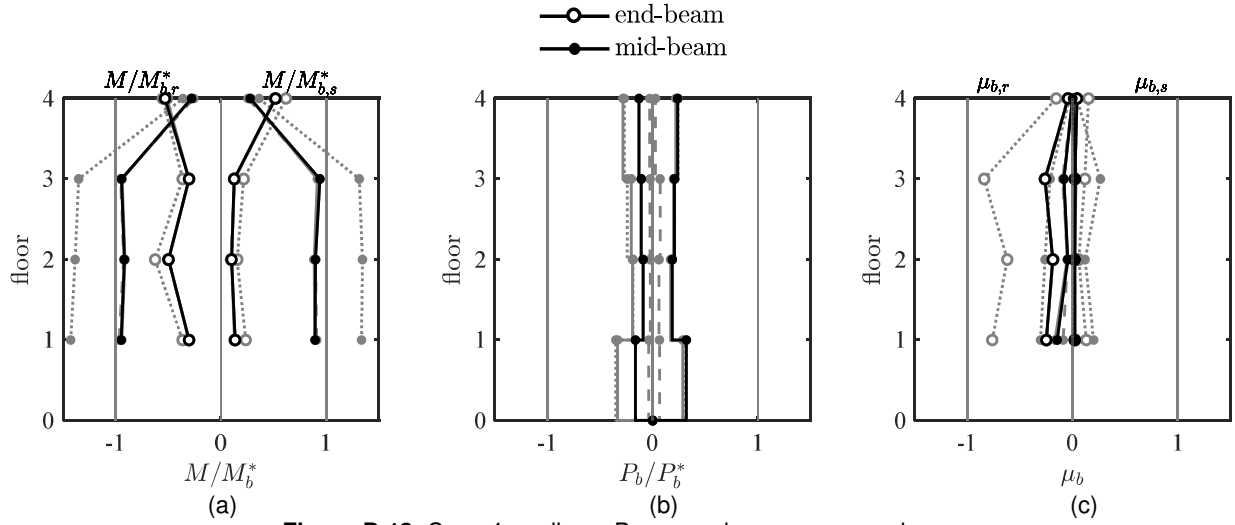 end-beam
mid-beam
M/M*b,r M/M*b,s
μb,r μb,s
4 4 4
3 3 3
2 2 2
1 1 1
0 0 0
floor floor floor
-1 0 1 -1 0 1 -1 0 1
M/M*b Pb/P*b μb
(a) (b) (c)